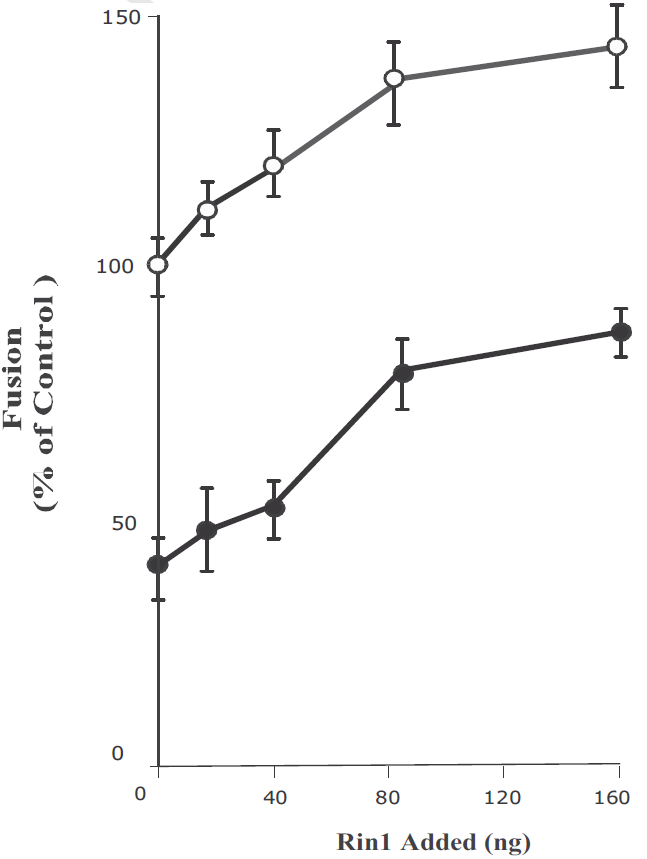 150
100
50
0
Fusion
(% of Control )
0 40 80 120 160
Rin1 Added (ng)